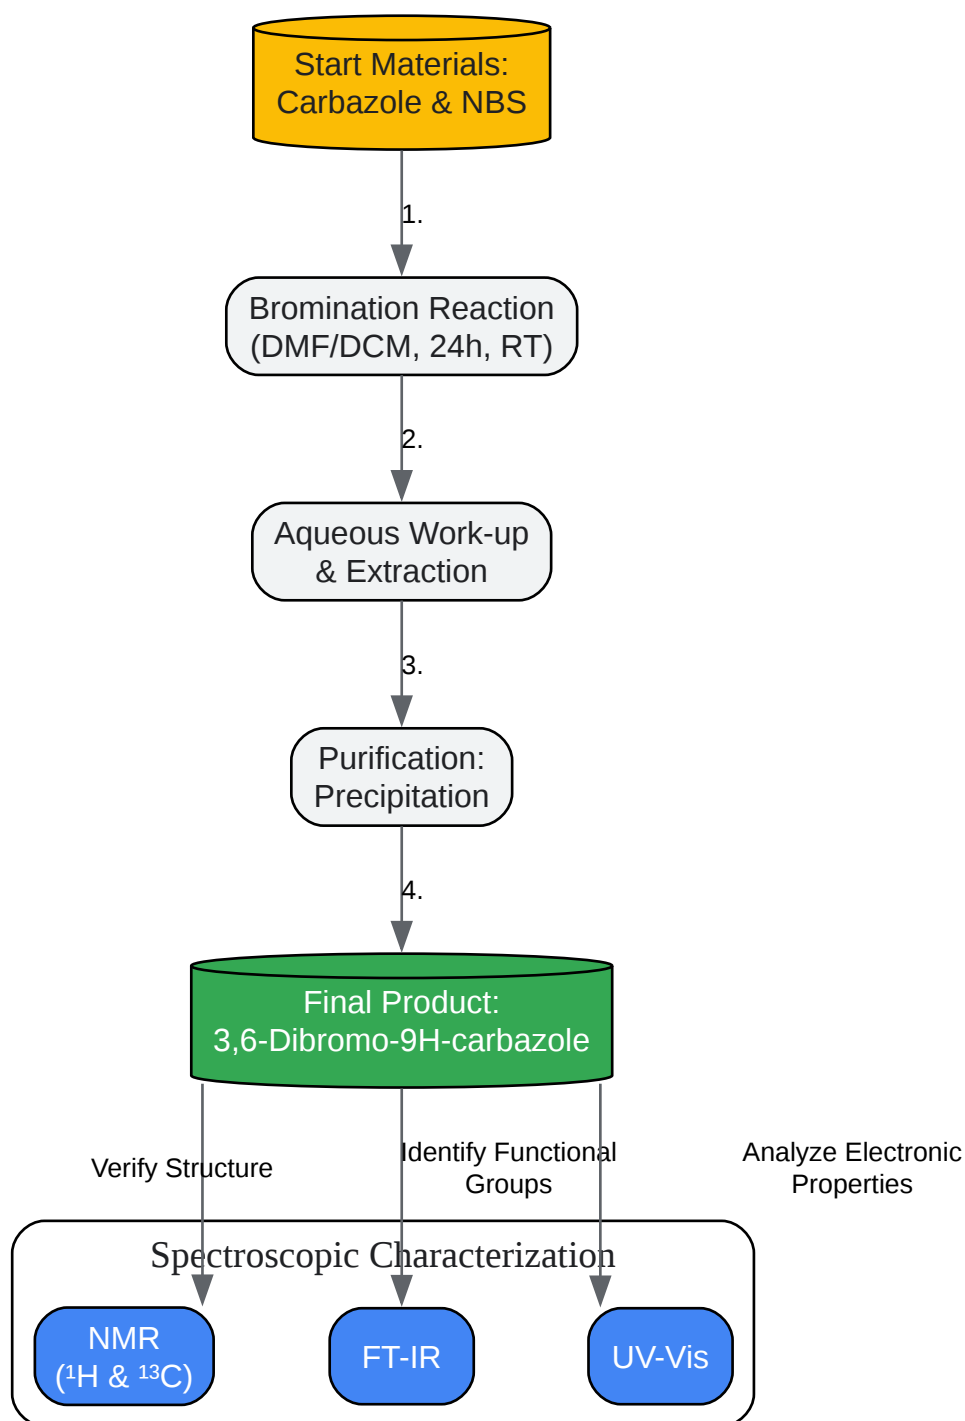 Start Materials:
Carbazole & NBS
1.
Bromination Reaction
(DMF/DCM, 24h, RT)
2.
Aqueous Work-up
& Extraction
3.
Purification:
Precipitation
4.
Final Product:
3,6-Dibromo-9H-carbazole
Verify Structure
Identify Functional
Groups
Analyze Electronic
Properties
Spectroscopic Characterization
NMR
(¹H & ¹³C)
FT-IR
UV-Vis